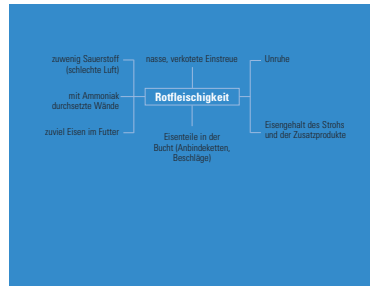 zuwenig Sauerstoff
(schlechte Luft)
nasse, verkotete Einstreue
Unruhe
mit Ammoniak
durchsetzte Wände
Rotfleischigkeit
zuviel Eisen im Futter
Eisenteile in der
Bucht (Anbindeketten,
Beschläge)
Eisengehalt des Strohs
und der Zusatzprodukte